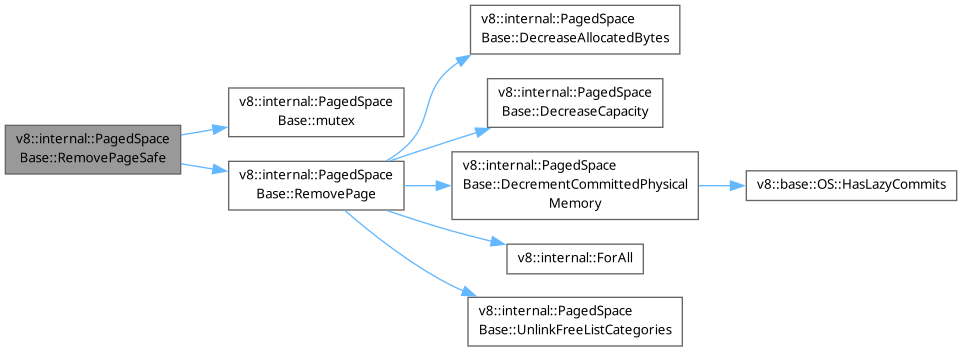 v8::internal::PagedSpace
Base::RemovePageSafe
v8::internal::PagedSpace
Base::mutex
v8::internal::PagedSpace
Base::RemovePage
v8::internal::PagedSpace
Base::DecreaseAllocatedBytes
v8::internal::PagedSpace
Base::DecreaseCapacity
v8::internal::PagedSpace
Base::DecrementCommittedPhysical
Memory
v8::base::OS::HasLazyCommits
v8::internal::ForAll
v8::internal::PagedSpace
Base::UnlinkFreeListCategories